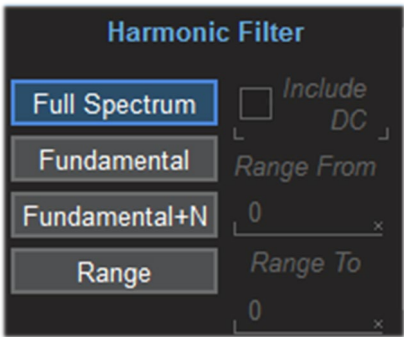 Harmonic Filter
Full Spectrum
Include
DC
Fundamental
Range From
Fundamental+N
0
Range
Range To
0